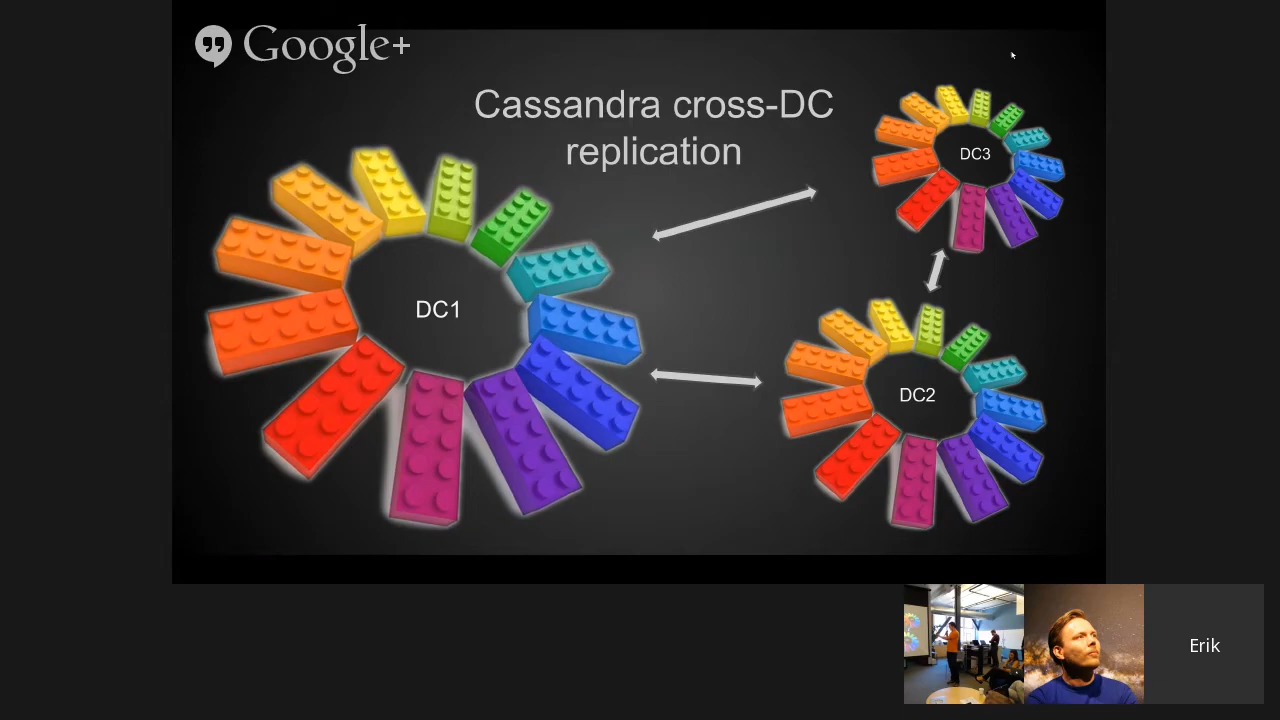 Google+
Cassandra cross-DC
replication
DC3
DC1
DC2
Erik